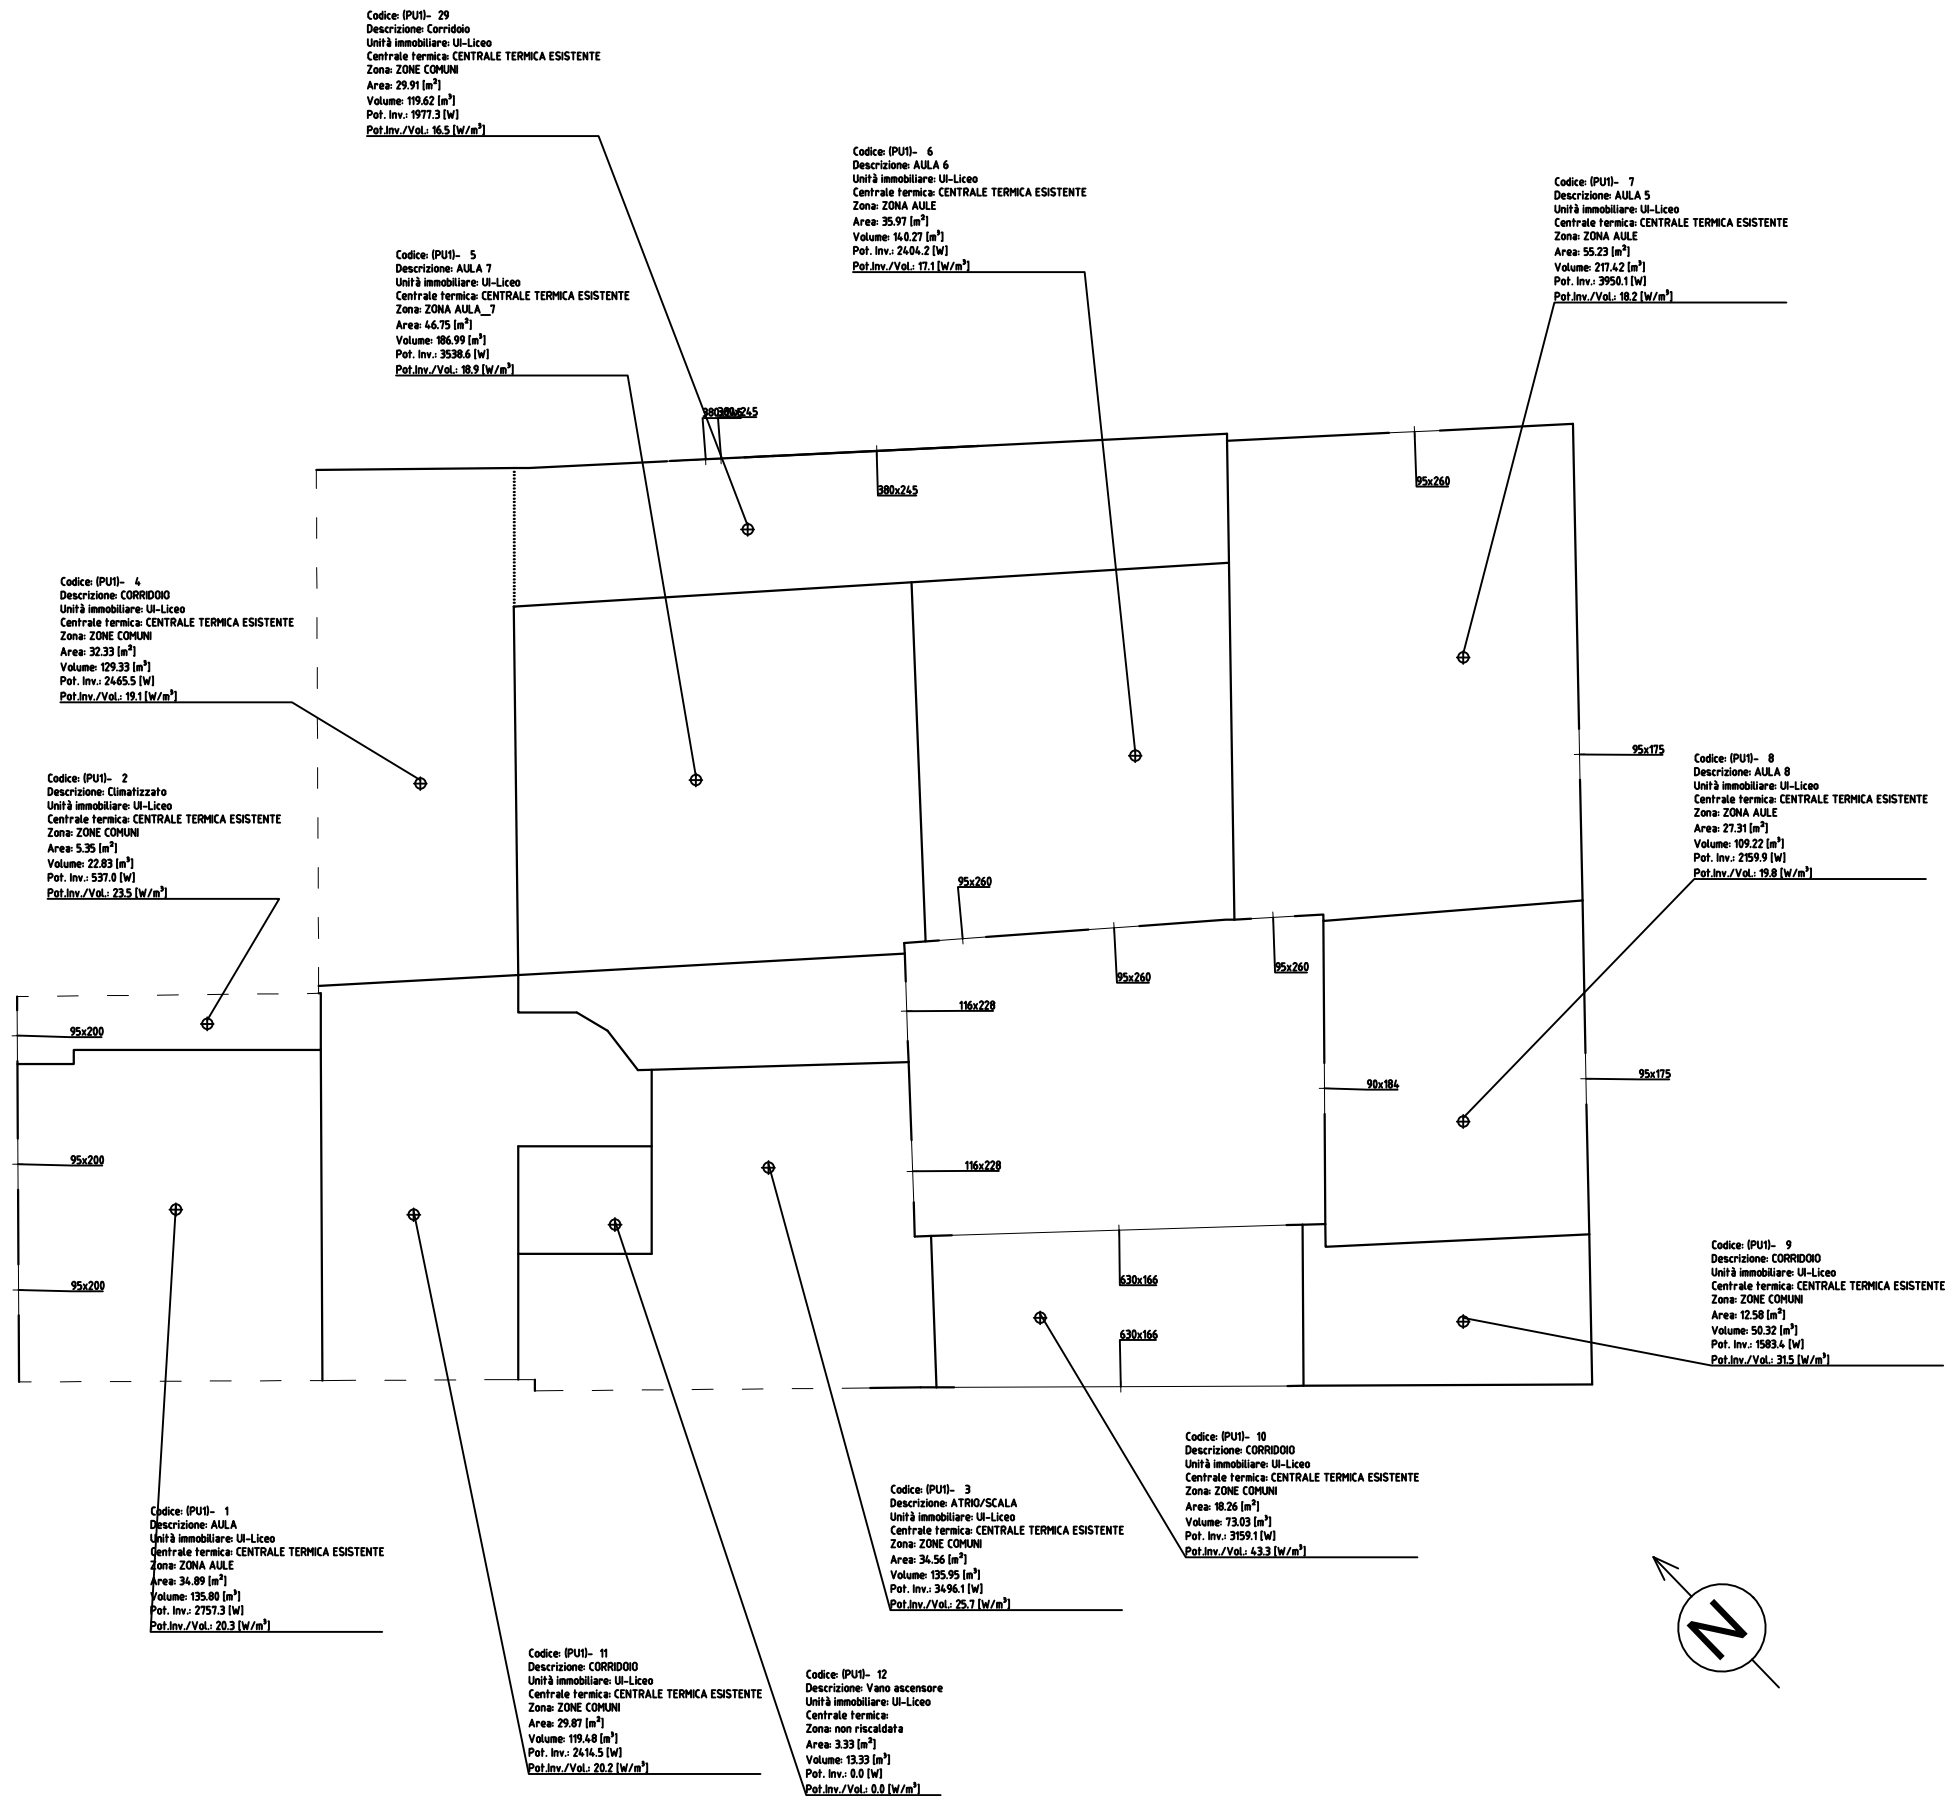 Codice: (PU1)- 29
Descrizione: Corridoio
Unità immobiliare: UI-Liceo
Centrale termica: CENTRALE TERMICA ESISTENTE
Zona: ZONE COMUNI
Area: 29.91 [m²]
Volume: 119.62 [m³]
Pot. Inv.: 1977.3 [W]
Pot.Inv./Vol.: 16.5 [W/m³]
Codice: (PU1)- 6
Descrizione: AULA 6
Unità immobiliare: UI-Liceo
Centrale termica: CENTRALE TERMICA ESISTENTE
Zona: ZONA AULE
Area: 35.97 [m²]
Volume: 140.27 [m³]
Pot. Inv.: 2404.2 [W]
Pot.Inv./Vol.: 17.1 [W/m³]
Codice: (PU1)- 7
Descrizione: AULA 5
Unità immobiliare: UI-Liceo
Centrale termica: CENTRALE TERMICA ESISTENTE
Zona: ZONA AULE
Area: 55.23 [m²]
Volume: 217.42 [m³]
Pot. Inv.: 3950.1 [W]
Pot.Inv./Vol.: 18.2 [W/m³]
Codice: (PU1)- 5
Descrizione: AULA 7
Unità immobiliare: UI-Liceo
Centrale termica: CENTRALE TERMICA ESISTENTE
Zona: ZONA AULA_7
Area: 46.75 [m²]
Volume: 186.99 [m³]
Pot. Inv.: 3538.6 [W]
Pot.Inv./Vol.: 18.9 [W/m³]
380x245
380x245
95x260
Codice: (PU1)- 4
Descrizione: CORRIDOIO
Unità immobiliare: UI-Liceo
Centrale termica: CENTRALE TERMICA ESISTENTE
Zona: ZONE COMUNI
Area: 32.33 [m²]
Volume: 129.33 [m³]
Pot. Inv.: 2465.5 [W]
Pot.Inv./Vol.: 19.1 [W/m³]
95x175
Codice: (PU1)- 8
Descrizione: AULA 8
Unità immobiliare: UI-Liceo
Centrale termica: CENTRALE TERMICA ESISTENTE
Zona: ZONA AULE
Area: 27.31 [m²]
Volume: 109.22 [m³]
Pot. Inv.: 2159.9 [W]
Pot.Inv./Vol.: 19.8 [W/m³]
Codice: (PU1)- 2
Descrizione: Climatizzato
Unità immobiliare: UI-Liceo
Centrale termica: CENTRALE TERMICA ESISTENTE
Zona: ZONE COMUNI
Area: 5.35 [m²]
Volume: 22.83 [m³]
Pot. Inv.: 537.0 [W]
Pot.Inv./Vol.: 23.5 [W/m³]
95x260
95x260
95x260
116x228
95x200
95x175
90x184
95x200
116x228
95x200
630x166
630x166
Codice: (PU1)- 9
Descrizione: CORRIDOIO
Unità immobiliare: UI-Liceo
Centrale termica: CENTRALE TERMICA ESISTENTE
Zona: ZONE COMUNI
Area: 12.58 [m²]
Volume: 50.32 [m³]
Pot. Inv.: 1583.4 [W]
Pot.Inv./Vol.: 31.5 [W/m³]
Codice: (PU1)- 10
Descrizione: CORRIDOIO
Unità immobiliare: UI-Liceo
Centrale termica: CENTRALE TERMICA ESISTENTE
Zona: ZONE COMUNI
Area: 18.26 [m²]
Volume: 73.03 [m³]
Pot. Inv.: 3159.1 [W]
Pot.Inv./Vol.: 43.3 [W/m³]
Codice: (PU1)- 3
Descrizione: ATRIO/SCALA
Unità immobiliare: UI-Liceo
Centrale termica: CENTRALE TERMICA ESISTENTE
Zona: ZONE COMUNI
Area: 34.56 [m²]
Volume: 135.95 [m³]
Pot. Inv.: 3496.1 [W]
Pot.Inv./Vol.: 25.7 [W/m³]
Codice: (PU1)- 1
Descrizione: AULA
Unità immobiliare: UI-Liceo
Centrale termica: CENTRALE TERMICA ESISTENTE
Zona: ZONA AULE
Area: 34.89 [m²]
Volume: 135.80 [m³]
Pot. Inv.: 2757.3 [W]
Pot.Inv./Vol.: 20.3 [W/m³]
N
Codice: (PU1)- 11
Descrizione: CORRIDOIO
Unità immobiliare: UI-Liceo
Centrale termica: CENTRALE TERMICA ESISTENTE
Zona: ZONE COMUNI
Area: 29.87 [m²]
Volume: 119.48 [m³]
Pot. Inv.: 2414.5 [W]
Pot.Inv./Vol.: 20.2 [W/m³]
Codice: (PU1)- 12
Descrizione: Vano ascensore
Unità immobiliare: UI-Liceo
Centrale termica:
Zona: non riscaldata
Area: 3.33 [m²]
Volume: 13.33 [m³]
Pot. Inv.: 0.0 [W]
Pot.Inv./Vol.: 0.0 [W/m³]